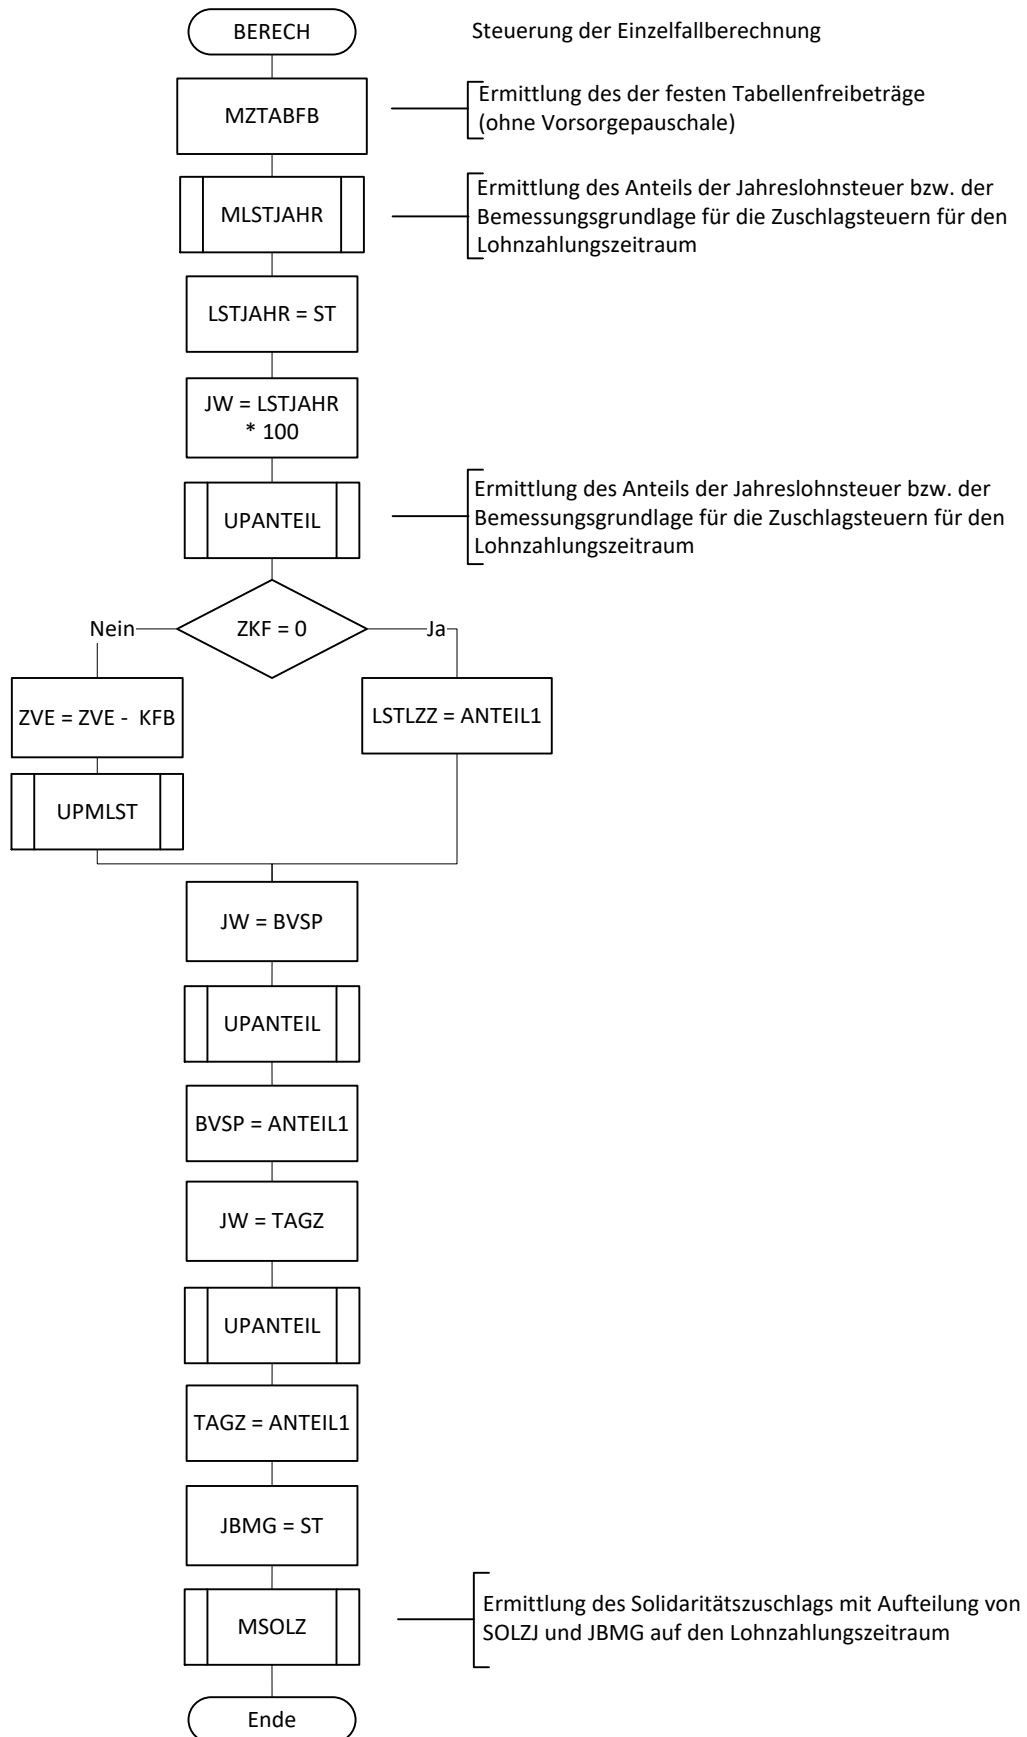 BERECH
Steuerung der Einzelfallberechnung
MZTABFB
Ermittlung des der festen Tabellenfreibeträge
(ohne Vorsorgepauschale)
MLSTJAHR
Ermittlung des Anteils der Jahreslohnsteuer bzw. der
Bemessungsgrundlage für die Zuschlagsteuern für den
Lohnzahlungszeitraum
LSTJAHR = ST
JW = LSTJAHR
* 100
UPANTEIL
Ermittlung des Anteils der Jahreslohnsteuer bzw. der
Bemessungsgrundlage für die Zuschlagsteuern für den
Lohnzahlungszeitraum
ZKF = 0
Nein
Ja
ZVE = ZVE - KFB
LSTLZZ = ANTEIL1
UPMLST
JW = BVSP
UPANTEIL
BVSP = ANTEIL1
JW = TAGZ
UPANTEIL
TAGZ = ANTEIL1
JBMG = ST
MSOLZ
Ermittlung des Solidaritätszuschlags mit Aufteilung von
SOLZJ und JBMG auf den Lohnzahlungszeitraum
Ende